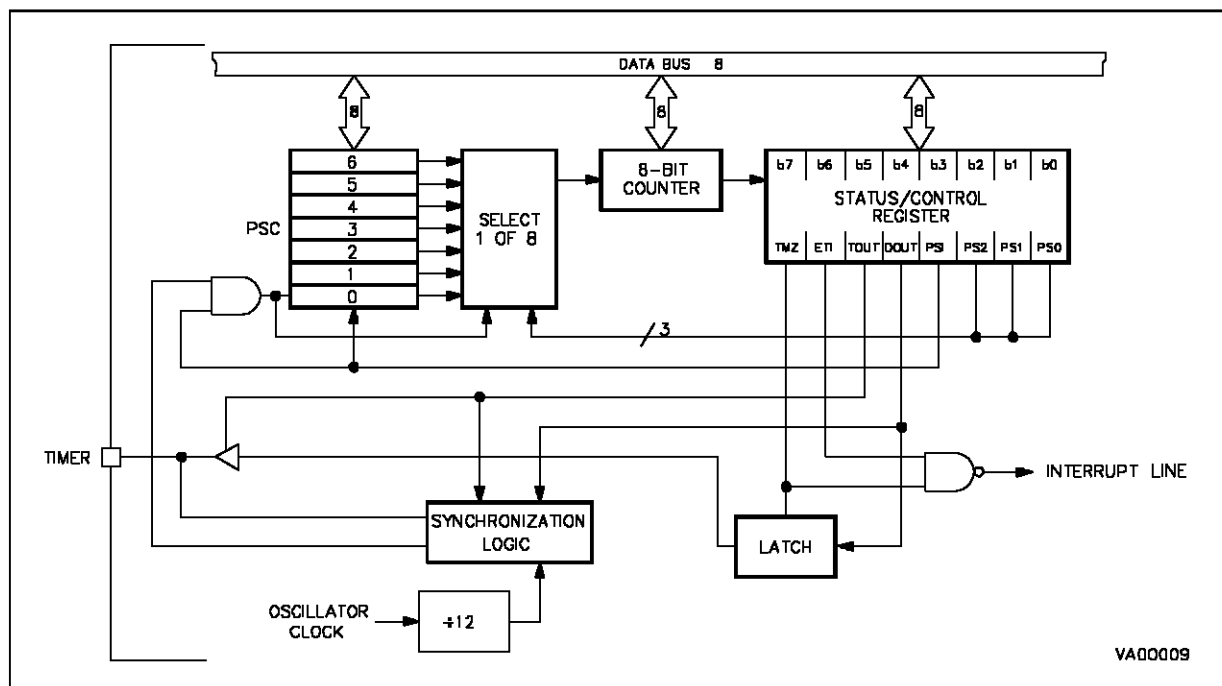 DATA BUS 8
8 8 8
6
5
4
PSC 3
2
1
0
SELECT
1 OF 8
8-BIT
COUNTER
b7 b6 b5 b4 b3 b2 b1 b0
STATUS/CONTROL
REGISTER
TMZ ETI TOUT DOUT PSI PS2 PS1 PS0
3
TIMER
SYNCHRONIZATION
LOGIC
LATCH
INTERRUPT LINE
OSCILLATOR
CLOCK
÷12
VA00009